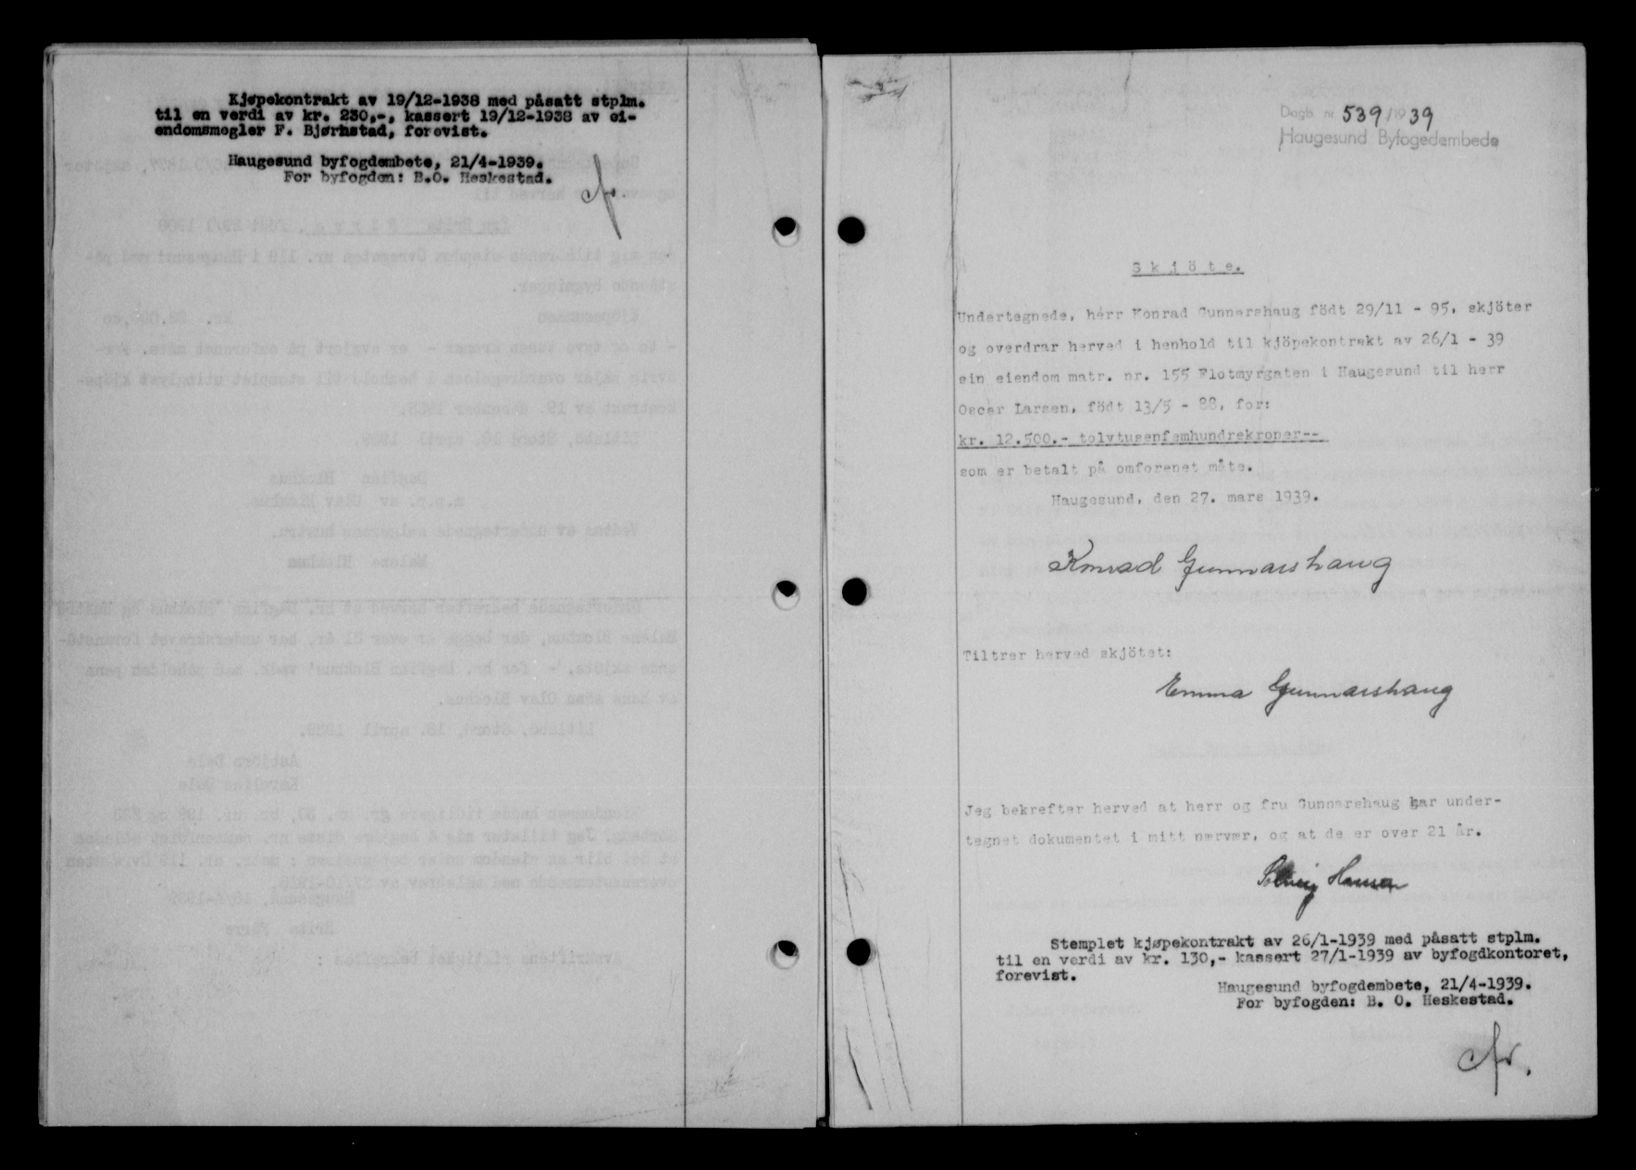 Kjøpekontrakt av 19/12-1938 med påsatt stplm.
til en verdi av kr. 230,-, kassert 19/12-1938 av ei-
endomsmegler F. Bjørnstad, forevist.
Haugesund byfogdembete, 21/4-1939.
For byfogden: B.O. Heskestad.
Dagb. nr. 539/1939
Haugesund Byfogedembede
Skjöte.
Undertegnede, herr Konrad Gunnarshaug födt 29/11 - 95, skjöter
og overdrar herved i henhold til kjöpekontrakt av 26/1 - 39
ein eiendom matr. nr. 155 Flotmyrgaten i Haugesund til herr
Oscar Larsen, födt 13/5 - 88, for:
kr. 12.500.- tolvtusenfemhundrekroner--
som er betalt på omforenet måte.
Haugesund, den 27. mars 1939.
Konrad Gunnarshaug
Tiltrer herved skjötet:
Emma Gunnarshaug
Jeg bekrefter herved at herr og fru Gunnarshaug har under-
tegnet dokumentet i mitt nærvær, og at de er over 21 år.
Solveig Hansen
Stemplet kjøpekontrakt av 26/1-1939 med påsatt stplm.
til en verdi av kr. 130,- kassert 27/1-1939 av byfogdkontoret,
forevist.
Haugesund byfogdembete, 21/4-1939.
For byfogden: B. O. Heskestad.